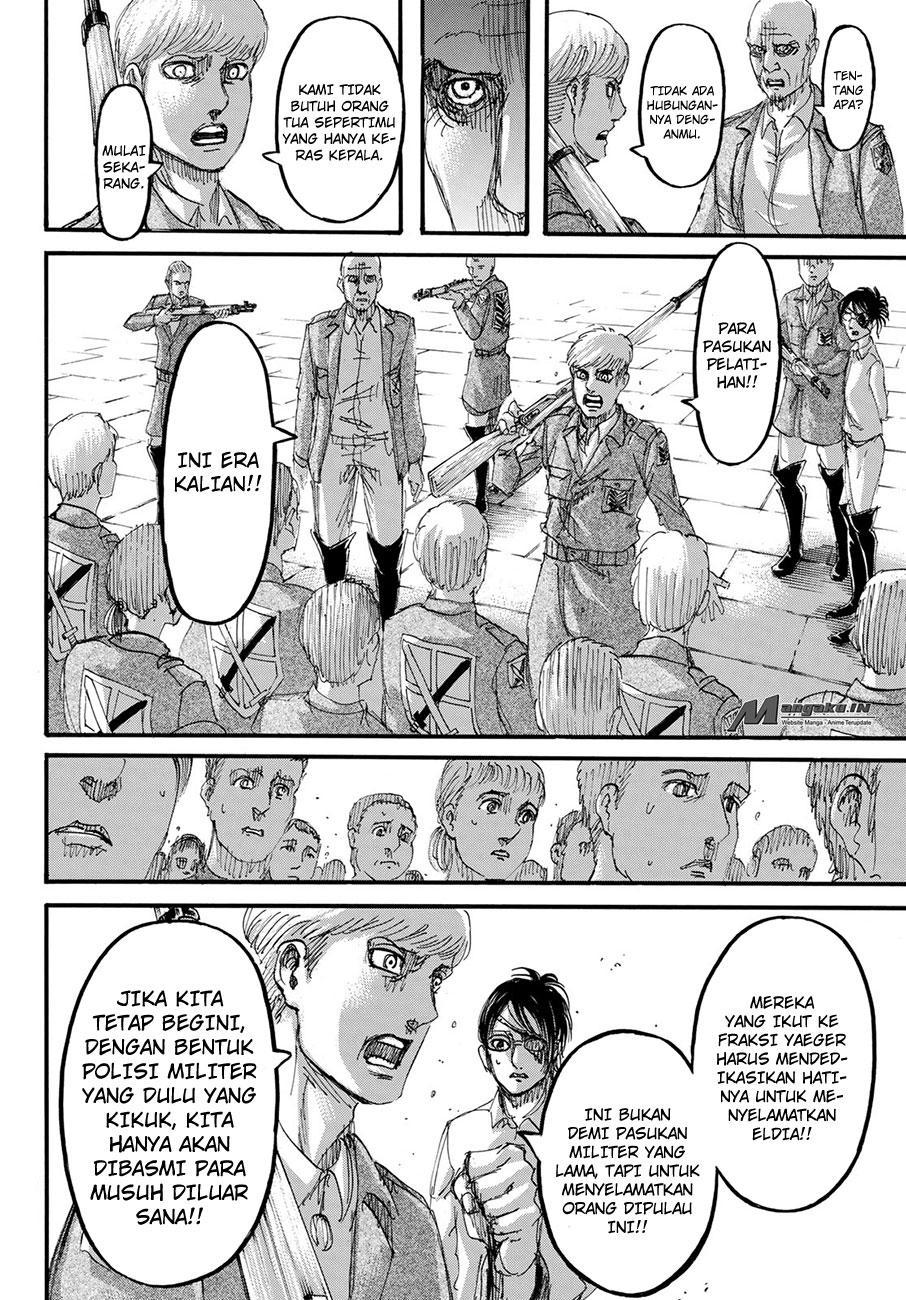 TEN-
TANG
APA?
TIDAK ADA
HUBUNGAN-
NYA DENG-
ANMU.
KAMI TIDAK
BUTUH ORANG
TUA SEPERTIMU
YANG HANYA KE-
RAS KEPALA.
MULAI
SEKA-
RANG.
PARA
PASUKAN
PELATI-
HAN!!
INI ERA
KALIAN!!
Mangaku.IN
Website Manga - Anime Terupdate
MEREKA
YANG IKUT KE
FRAKSI YAEGER
HARUS MENDED-
IKASIKAN HATI-
NYA UNTUK ME-
NYELAMATKAN
ELDIA!!
INI BUKAN
DEMI PASUKAN
MILITER YANG
LAMA, TAPI UNTUK
MENYELAMATKAN
ORANG DIPULAU
INI!!
JIKA KITA
TETAP BEGINI,
DENGAN BENTUK
POLISI MILITER
YANG DULU YANG
KIKUK, KITA
HANYA AKAN
DIBASMI PARA
MUSUH DILUAR
SANA!!